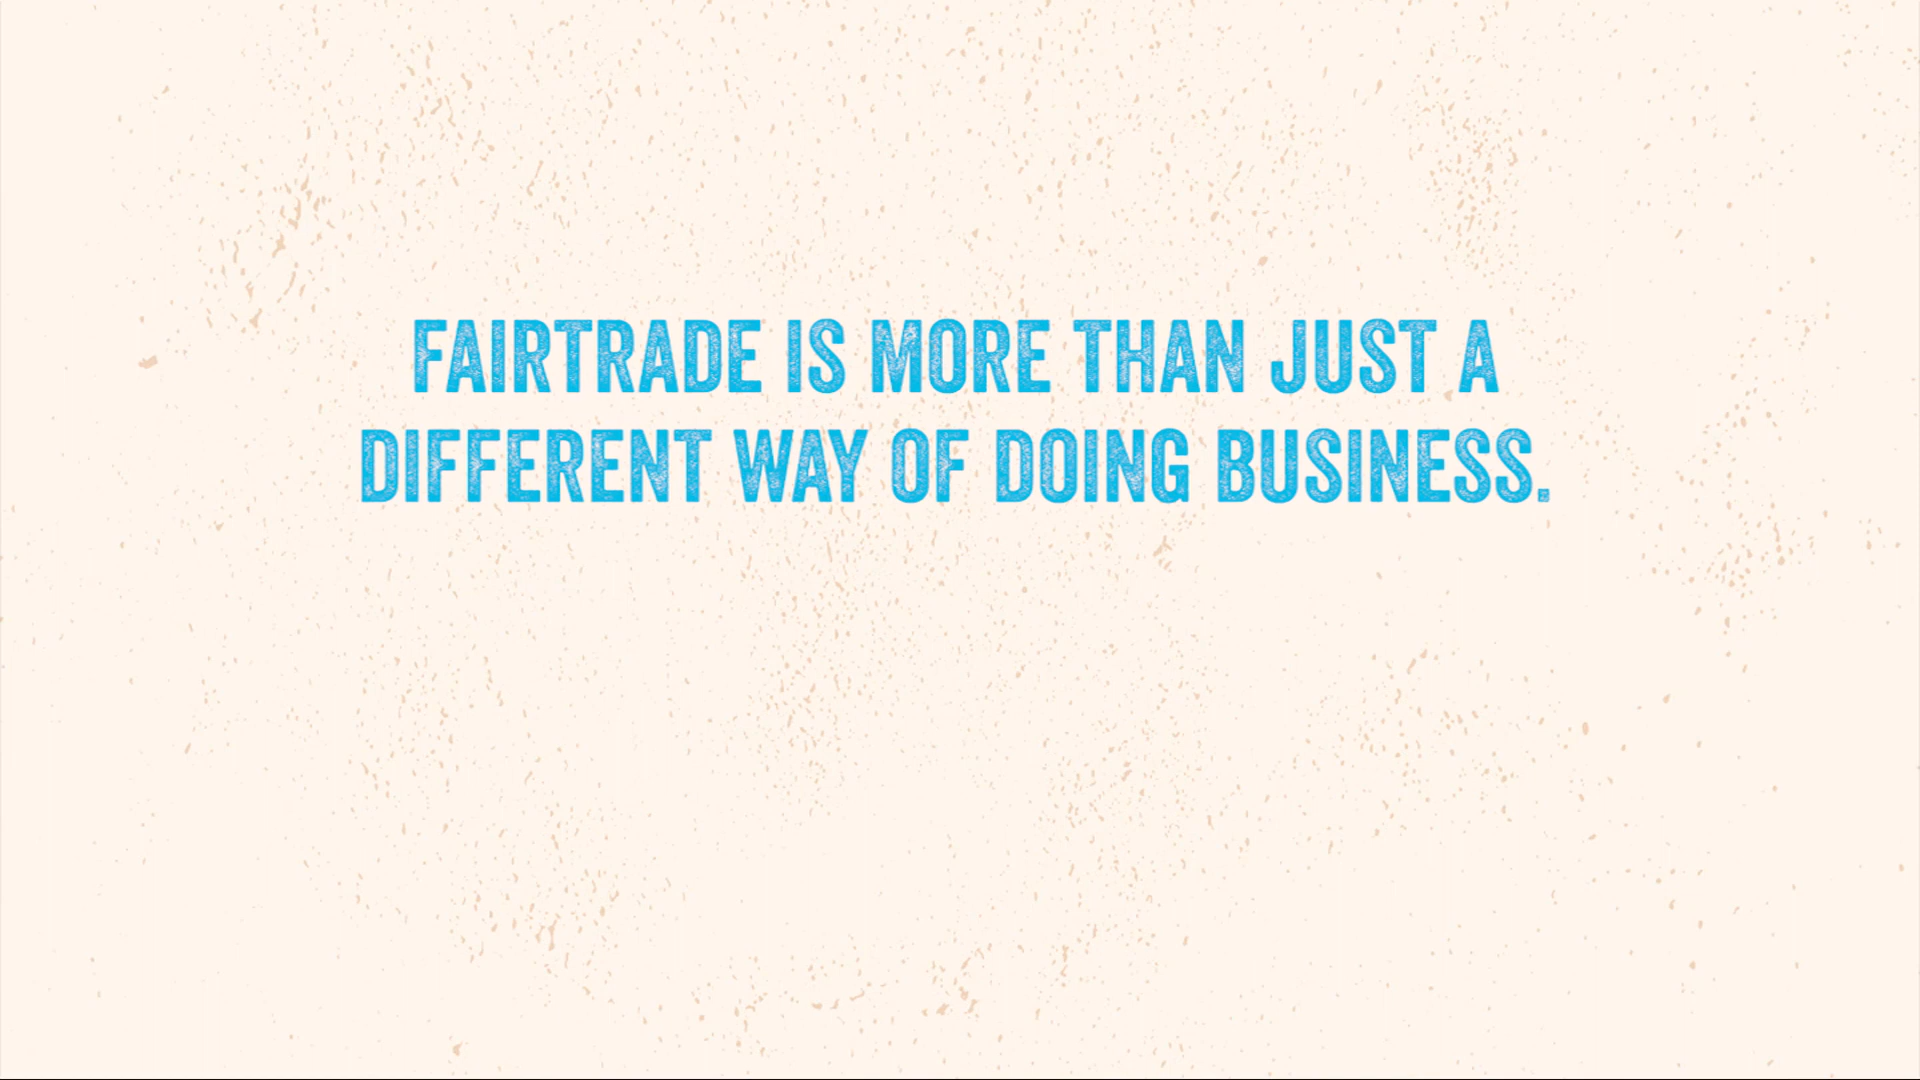 FAIRTRADE IS MORE THAN JUST A
DIFFERENT WAY OF DOING BUSINESS.